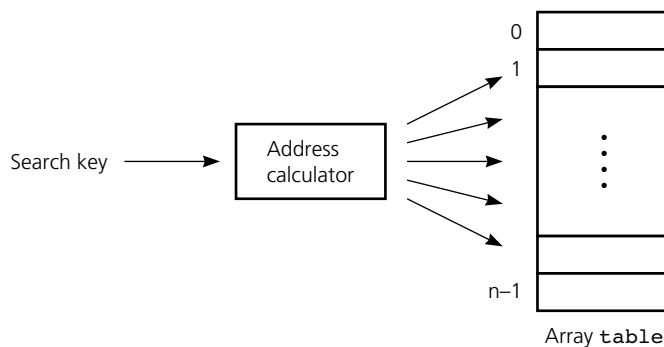 0
1
Search key
Address
calculator
n–1
Array table